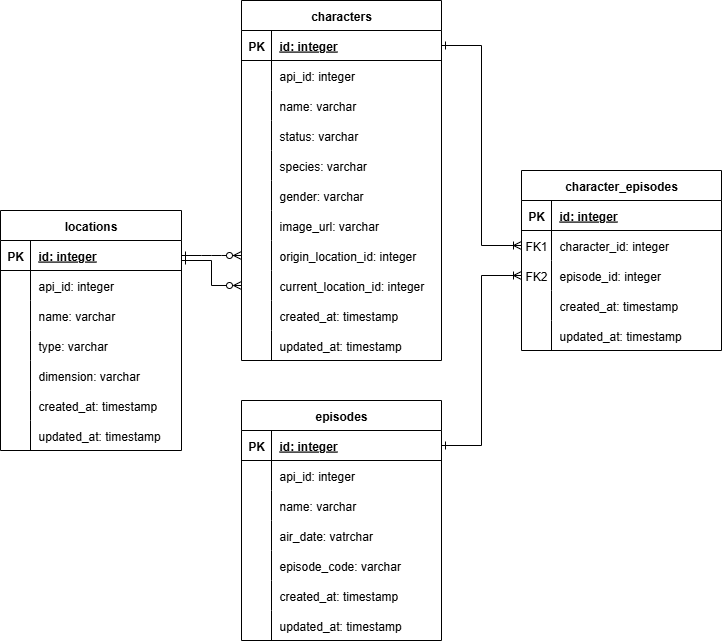 characters
PK id: integer
api_id: integer
name: varchar
status: varchar
species: varchar
gender: varchar
image_url: varchar
origin_location_id: integer
current_location_id: integer
created_at: timestamp
updated_at: timestamp
locations
PK id: integer
api_id: integer
name: varchar
type: varchar
dimension: varchar
created_at: timestamp
updated_at: timestamp
character_episodes
PK id: integer
FK1 character_id: integer
FK2 episode_id: integer
created_at: timestamp
updated_at: timestamp
episodes
PK id: integer
api_id: integer
name: varchar
air_date: vatrchar
episode_code: varchar
created_at: timestamp
updated_at: timestamp